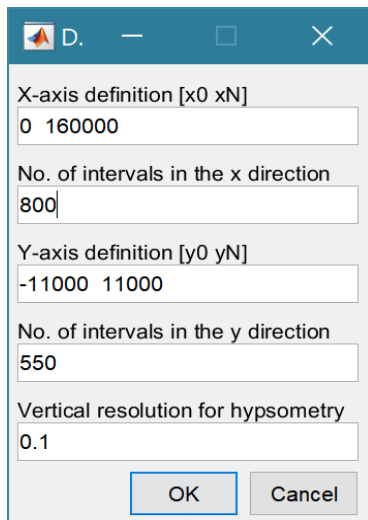 D.
X-axis definition [x0 xN]
0  160000
No. of intervals in the x direction
800
Y-axis definition [y0 yN]
-11000  11000
No. of intervals in the y direction
550
Vertical resolution for hypsometry
0.1
OK Cancel